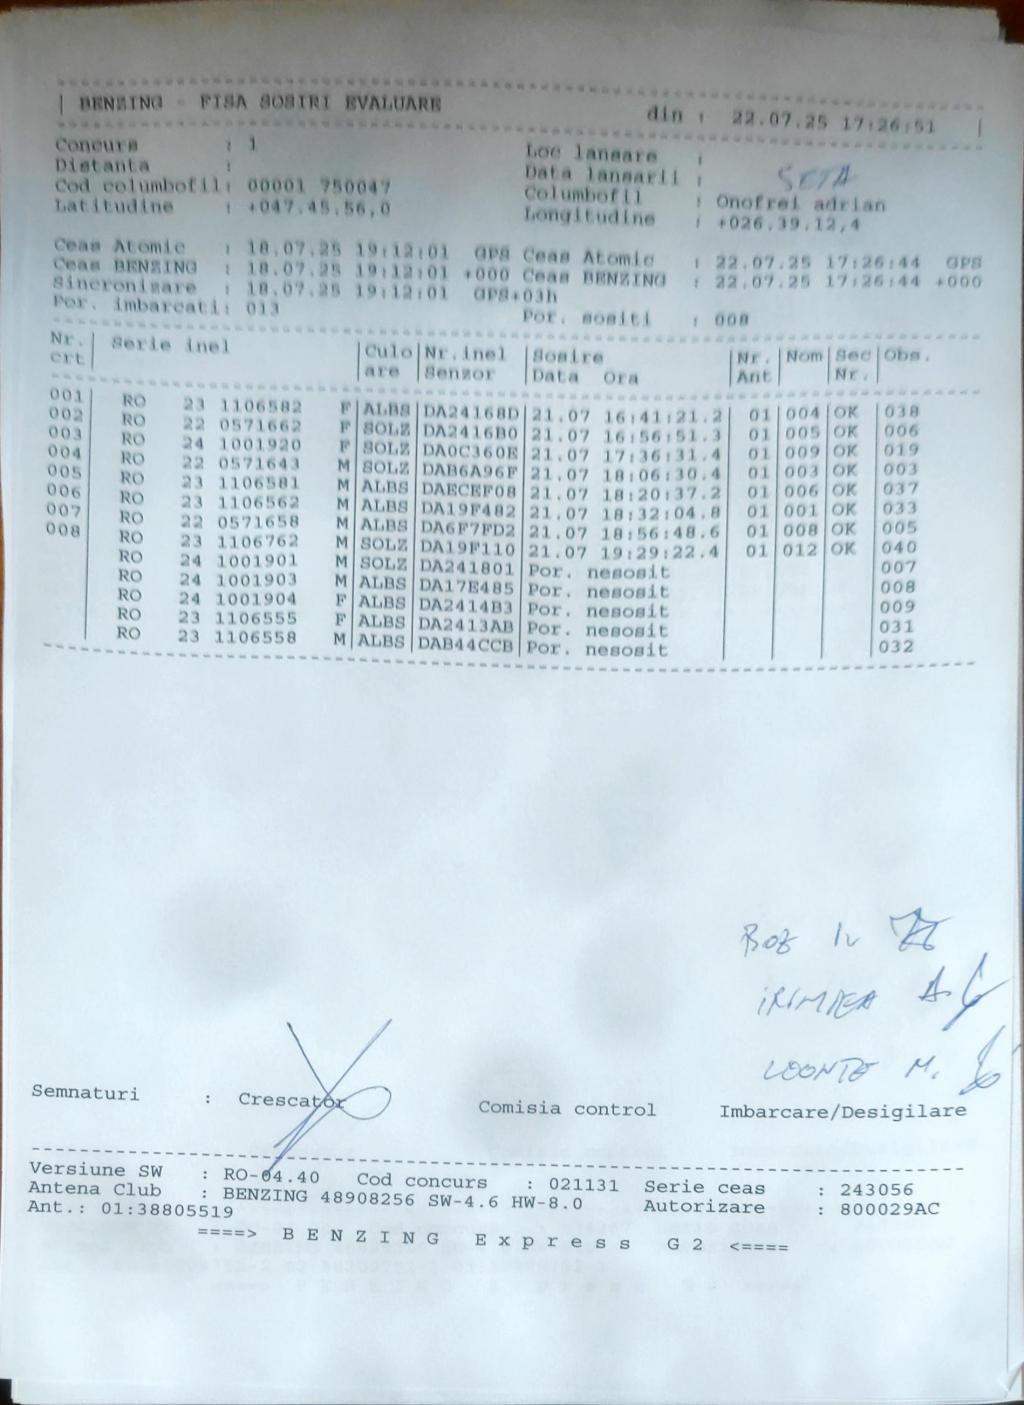 BENZING - FISA SOSIRI EVALUARE din : 22.07.25 17:26:51
Concurs : 1 Loc lansare :
Distanta : Data lansarii : SETA
Cod columbofil: 00001 750047 Columbofil : Onofrei adrian
Latitudine : +047.45.56,0 Longitudine : +026.39.12,4
Ceas Atomic : 18.07.25 19:12:01 GPS Ceas Atomic : 22.07.25 17:26:44 GPS
Ceas BENZING : 18.07.25 19:12:01 +000 Ceas BENZING : 22.07.25 17:26:44 +000
Sincronizare : 18.07.25 19:12:01 GPS+03h
Por. imbarcati: 013 Por. sositi : 008
Nr. Serie inel Culo Nr.inel Sosire Nr. Nom Sec Obs.
crt are Senzor Data Ora Ant Nr.
001 RO 23 1106582 F ALBS DA24168D 21.07 16:41:21.2 01 004 OK 038
002 RO 22 0571662 F SOLZ DA2416B0 21.07 16:56:51.3 01 005 OK 006
003 RO 24 1001920 F SOLZ DA0C360E 21.07 17:36:31.4 01 009 OK 019
004 RO 22 0571643 M SOLZ DAB6A96F 21.07 18:06:30.4 01 003 OK 003
005 RO 23 1106581 M ALBS DAECEF08 21.07 18:20:37.2 01 006 OK 037
006 RO 23 1106562 M ALBS DA19F482 21.07 18:32:04.8 01 001 OK 033
007 RO 22 0571658 M ALBS DA6F7FD2 21.07 18:56:48.6 01 008 OK 005
008 RO 23 1106762 M SOLZ DA19F110 21.07 19:29:22.4 01 012 OK 040
RO 24 1001901 M SOLZ DA241801 Por. nesosit 007
RO 24 1001903 M ALBS DA17E485 Por. nesosit 008
RO 24 1001904 F ALBS DA2414B3 Por. nesosit 009
RO 23 1106555 F ALBS DA2413AB Por. nesosit 031
RO 23 1106558 M ALBS DAB44CCB Por. nesosit 032
IRIMEA A.
LEONTE M.
Semnaturi : Crescator Comisia control Imbarcare/Desigilare
Versiune SW : RO-04.40 Cod concurs : 021131 Serie ceas : 243056
Antena Club : BENZING 48908256 SW-4.6 HW-8.0 Autorizare : 800029AC
Ant.: 01:38805519
====> B E N Z I N G E x p r e s s G 2 <====